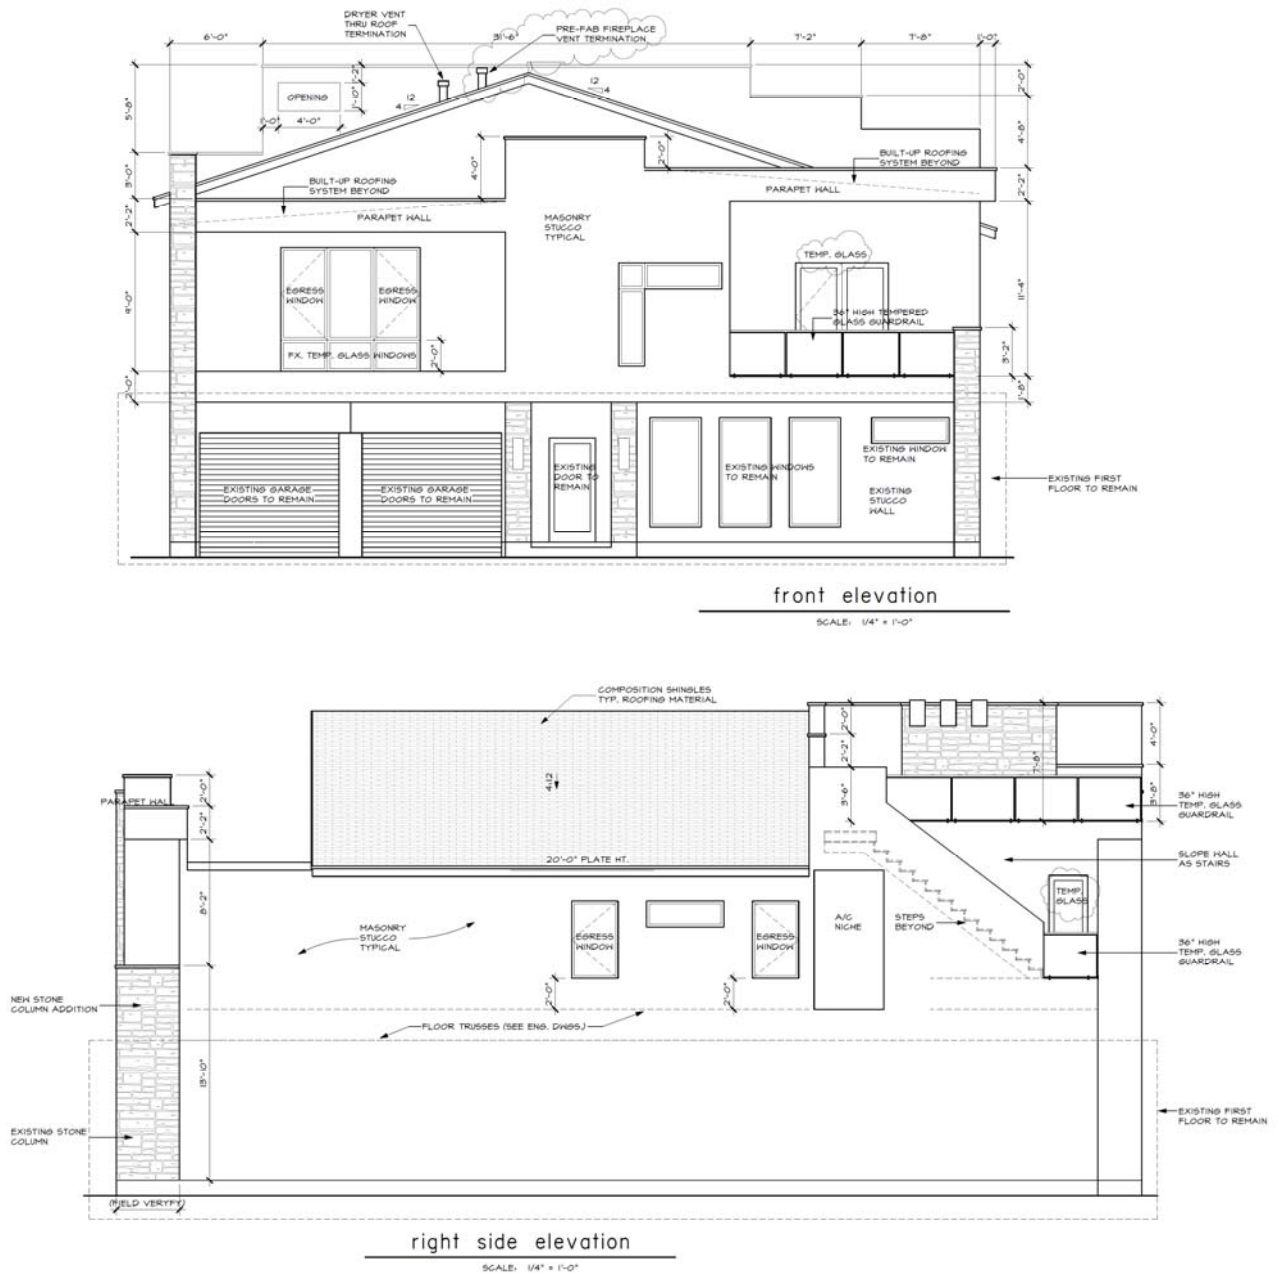 DRYER VENT
THRU ROOF
TERMINATION
PRE-FAB FIREPLACE
VENT TERMINATION
6'-0"
31'-6"
7'-2"
7'-8"
1'-0"
OPENING
1'-2"
1'-10"
1'-0"
4'-0"
12
4
12
4
5'-8"
3'-0"
2'-2"
9'-0"
2'-0"
4'-0"
2'-0"
2'-0"
4'-8"
2'-2"
11'-4"
3'-2"
1'-8"
BUILT-UP ROOFING
SYSTEM BEYOND
BUILT-UP ROOFING
SYSTEM BEYOND
PARAPET WALL
PARAPET WALL
MASONRY
STUCCO
TYPICAL
TEMP. GLASS
EGRESS
WINDOW
EGRESS
WINDOW
36" HIGH TEMPERED
GLASS GUARDRAIL
FX. TEMP. GLASS WINDOWS
2'-0"
EXISTING GARAGE
DOORS TO REMAIN
EXISTING GARAGE
DOORS TO REMAIN
EXISTING
DOOR TO
REMAIN
EXISTING WINDOWS
TO REMAIN
EXISTING WINDOW
TO REMAIN
EXISTING
STUCCO
WALL
EXISTING FIRST
FLOOR TO REMAIN
front elevation
SCALE: 1/4" = 1'-0"
COMPOSITION SHINGLES
TYP. ROOFING MATERIAL
2'-0"
2'-2"
3'-6"
7'-8"
4'-0"
3'-8"
4:12
PARAPET WALL
2'-0"
2'-2"
8'-2"
13'-10"
36" HIGH
TEMP. GLASS
GUARDRAIL
20'-0" PLATE HT.
SLOPE WALL
AS STAIRS
TEMP.
GLASS
MASONRY
STUCCO
TYPICAL
EGRESS
WINDOW
EGRESS
WINDOW
A/C
NICHE
STEPS
BEYOND
36" HIGH
TEMP. GLASS
GUARDRAIL
2'-0"
2'-0"
NEW STONE
COLUMN ADDITION
FLOOR TRUSSES (SEE ENG. DWGS.)
EXISTING STONE
COLUMN
EXISTING FIRST
FLOOR TO REMAIN
(FIELD VERYFY)
right side elevation
SCALE: 1/4" = 1'-0"